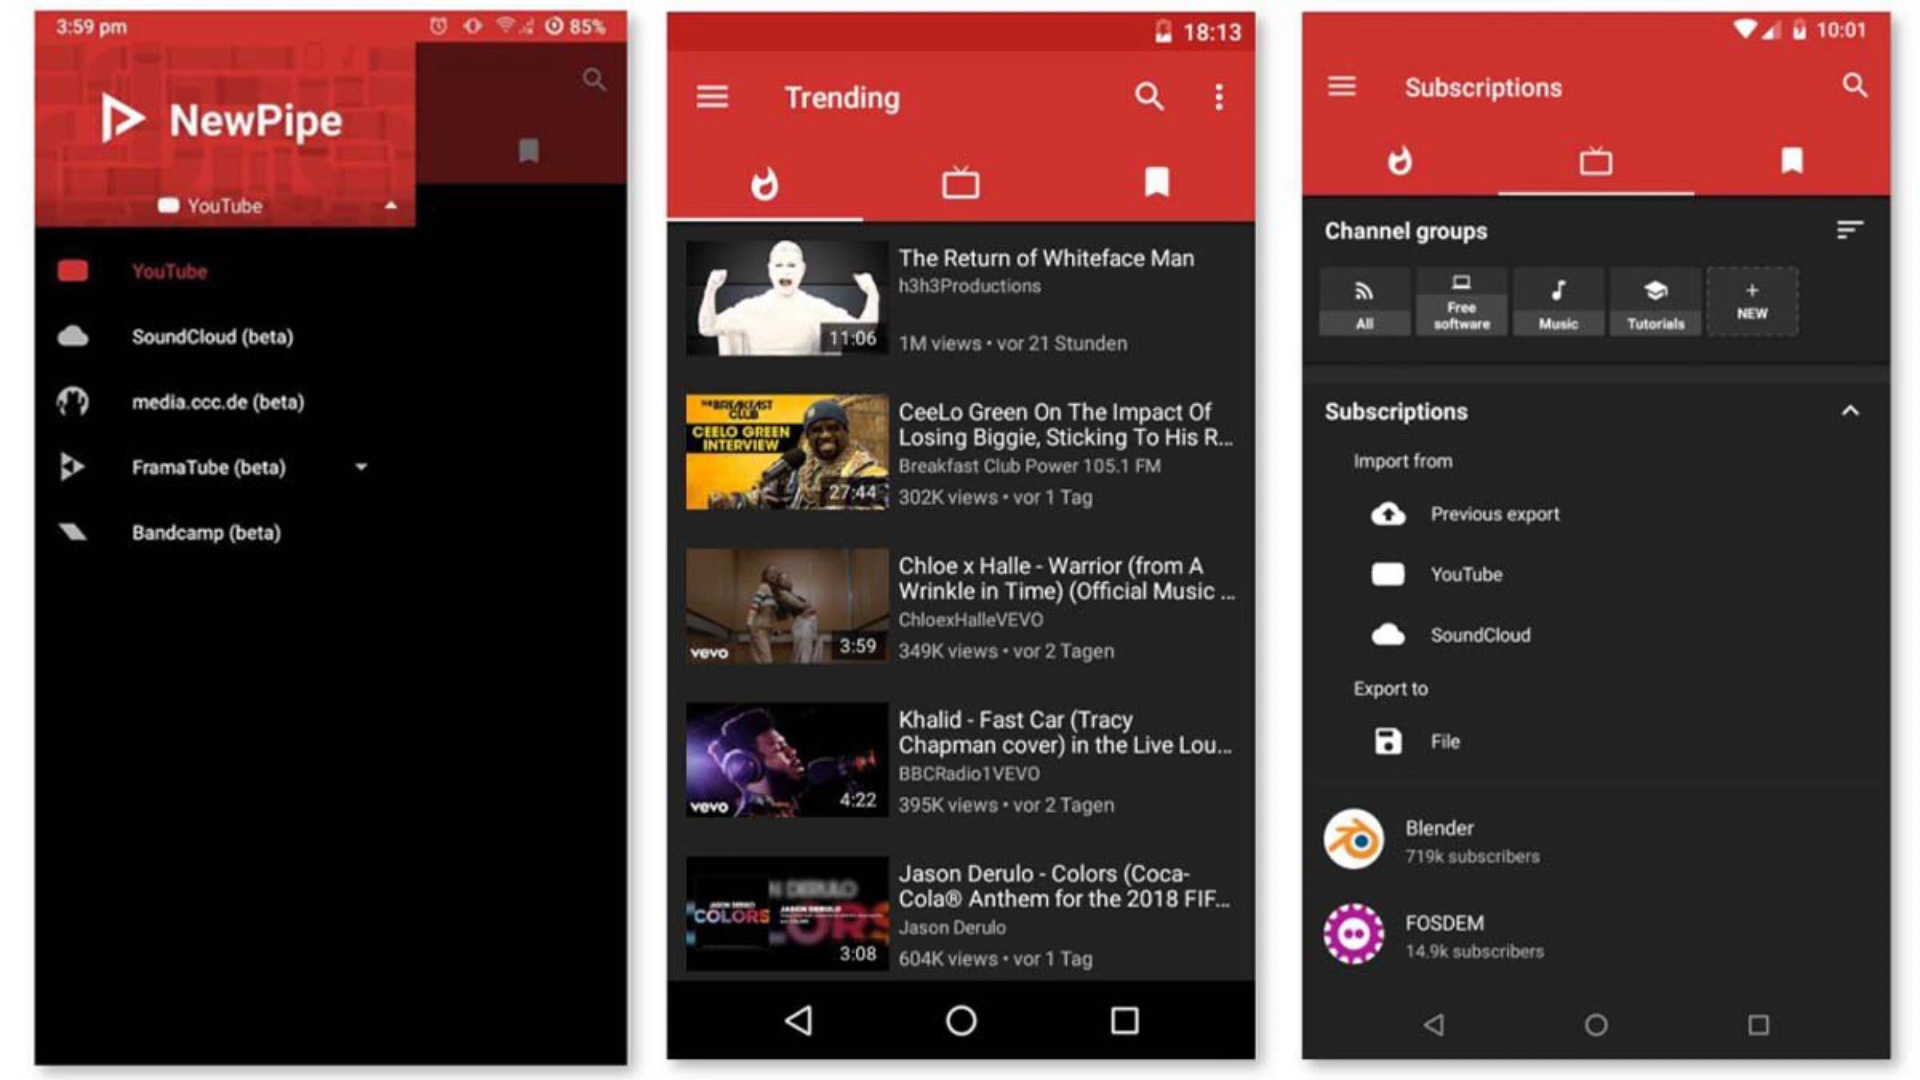 3:59 pm
85%
NewPipe
YouTube
YouTube
SoundCloud (beta)
media.ccc.de (beta)
FramaTube (beta)
Bandcamp (beta)
18:13
Trending
11:06
The Return of Whiteface Man
h3h3Productions
1M views • vor 21 Stunden
THE BREAKFAST
CLUB
CEELO GREEN
INTERVIEW
27:44
CeeLo Green On The Impact Of
Losing Biggie, Sticking To His R...
Breakfast Club Power 105.1 FM
302K views • vor 1 Tag
vevo
3:59
Chloe x Halle - Warrior (from A
Wrinkle in Time) (Official Music ...
ChloexHalleVEVO
349K views • vor 2 Tagen
vevo
4:22
Khalid - Fast Car (Tracy
Chapman cover) in the Live Lou...
BBCRadio1VEVO
395K views • vor 2 Tagen
JASON DERULO
COLORS
JASON DERULO
3:08
Jason Derulo - Colors (Coca-
Cola® Anthem for the 2018 FIF...
Jason Derulo
604K views • vor 1 Tag
10:01
Subscriptions
Channel groups
All
Free
software
Music
Tutorials
+
NEW
Subscriptions
Import from
Previous export
YouTube
SoundCloud
Export to
File
Blender
719k subscribers
FOSDEM
14.9k subscribers